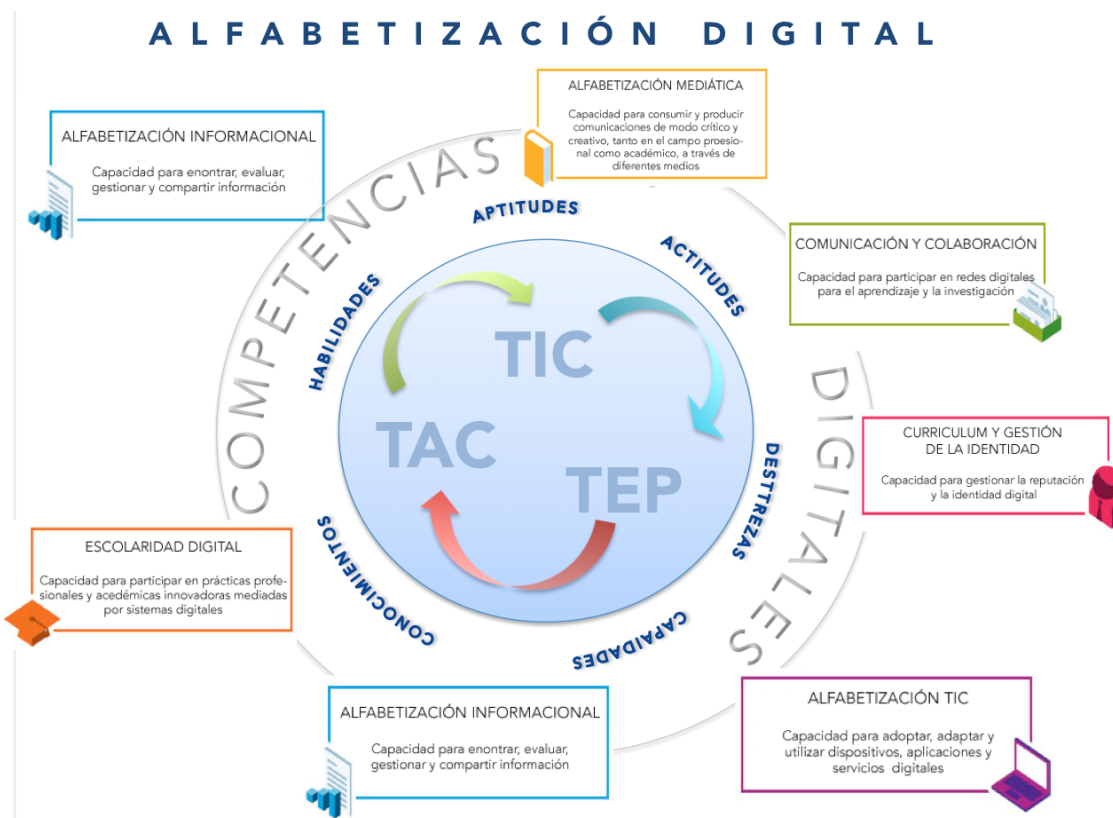 ALFABETIZACIÓN DIGITAL
ALFABETIZACIÓN MEDIÁTICA
Capacidad para consumir y producir
comunicaciones de modo crítico y
creativo, tanto en el campo proesio-
nal como académico, a través de
diferentes medios
ALFABETIZACIÓN INFORMACIONAL
Capacidad para enontrar, evaluar,
gestionar y compartir información
COMUNICACIÓN Y COLABORACIÓN
Capacidad para participar en redes digitales
para el aprendizaje y la investigación
CURRICULUM Y GESTIÓN
DE LA IDENTIDAD
Capacidad para gestionar la reputación
y la identidad digital
COMPETENCIAS
DIGITALES
APTITUDES
ACTITUDES
HABILIDADES
DESTTREZAS
CONOCIMIENTOS
CAPAIDADES
TIC
TAC
TEP
ESCOLARIDAD DIGITAL
Capacidad para participar en prácticas profe-
sionales y acedémicas innovadoras mediadas
por sistemas digitales
ALFABETIZACIÓN INFORMACIONAL
Capacidad para enontrar, evaluar,
gestionar y compartir información
ALFABETIZACIÓN TIC
Capacidad para adoptar, adaptar y
utilizar dispositivos, aplicaciones y
servicios digitales